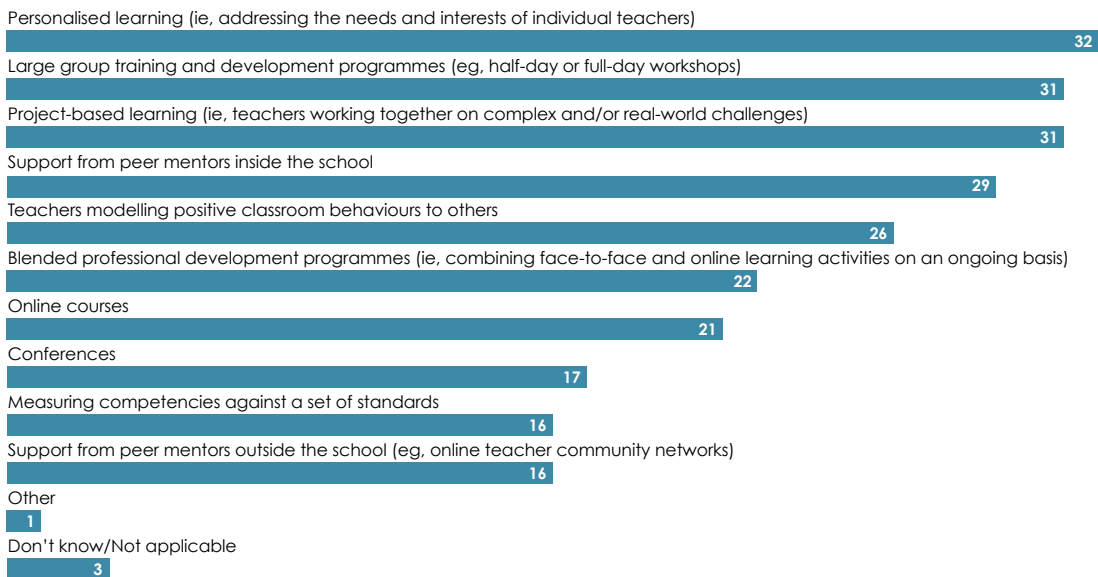 Personalised learning (ie, addressing the needs and interests of individual teachers)
32
Large group training and development programmes (eg, half-day or full-day workshops)
31
Project-based learning (ie, teachers working together on complex and/or real-world challenges)
31
Support from peer mentors inside the school
29
Teachers modelling positive classroom behaviours to others
26
Blended professional development programmes (ie, combining face-to-face and online learning activities on an ongoing basis)
22
Online courses
21
Conferences
17
Measuring competencies against a set of standards
16
Support from peer mentors outside the school (eg, online teacher community networks)
16
Other
1
Don’t know/Not applicable
3